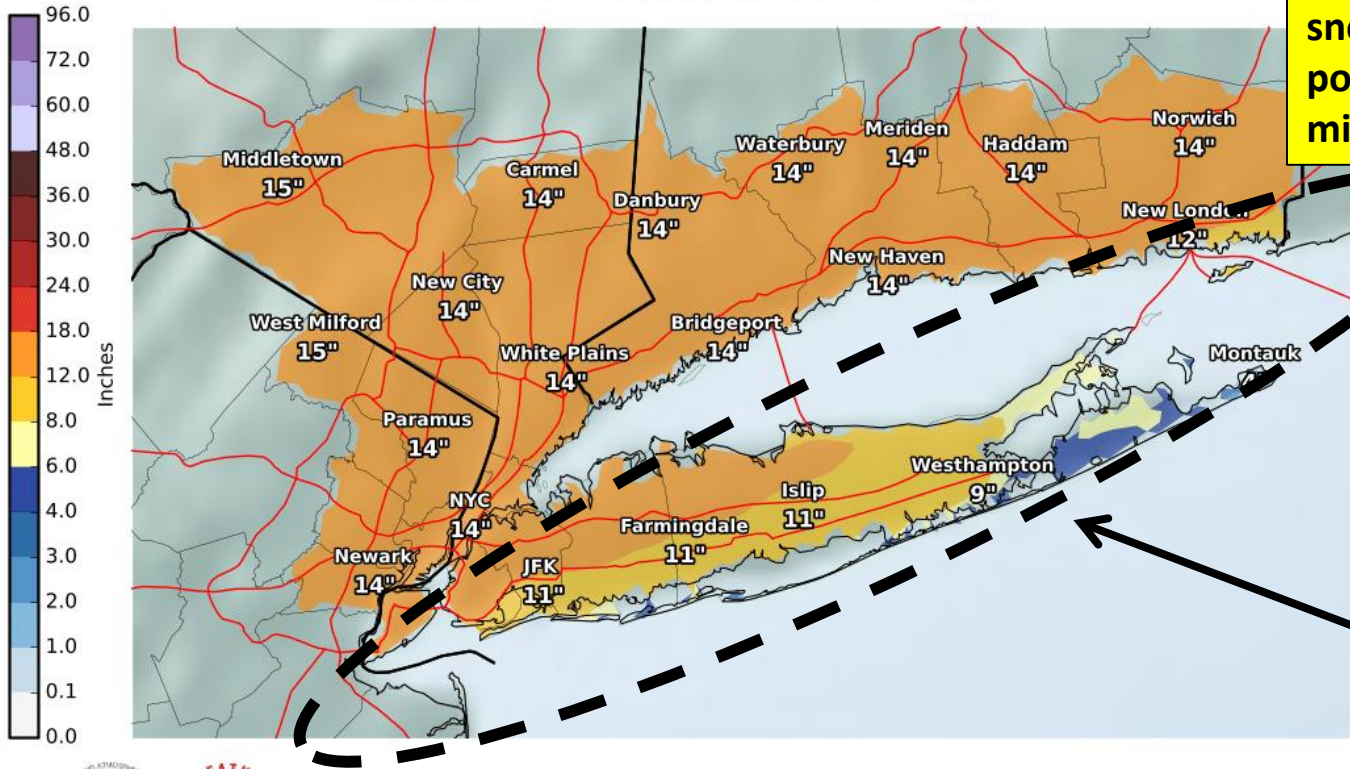 96.0
72.0
60.0
48.0
36.0
30.0
24.0
18.0
12.0
8.0
6.0
4.0
3.0
2.0
1.0
0.1
0.0
Inches
Middletown
15"
Carmel
14"
Danbury
14"
Waterbury
14"
Meriden
14"
Haddam
14"
Norwich
14"
New London
12"
New Haven
14"
New City
14"
West Milford
15"
White Plains
14"
Bridgeport
14"
Montauk
Paramus
14"
NYC
14"
Newark
14"
JFK
11"
Farmingdale
11"
Islip
11"
Westhampton
9"
po
mi